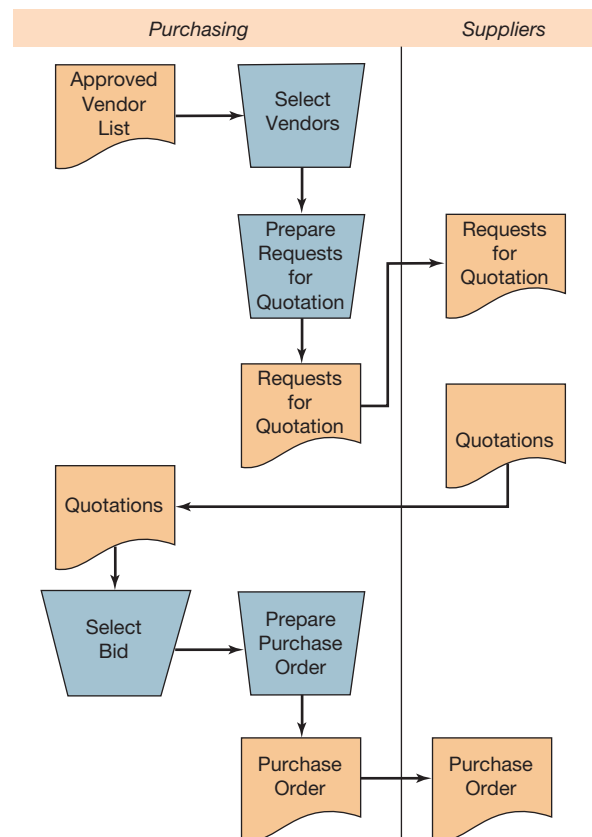 Purchasing
Suppliers
Approved
Vendor
List
Select
Vendors
Prepare
Requests
for
Quotation
Requests
for
Quotation
Requests
for
Quotation
Quotations
Quotations
Select
Bid
Prepare
Purchase
Order
Purchase
Order
Purchase
Order